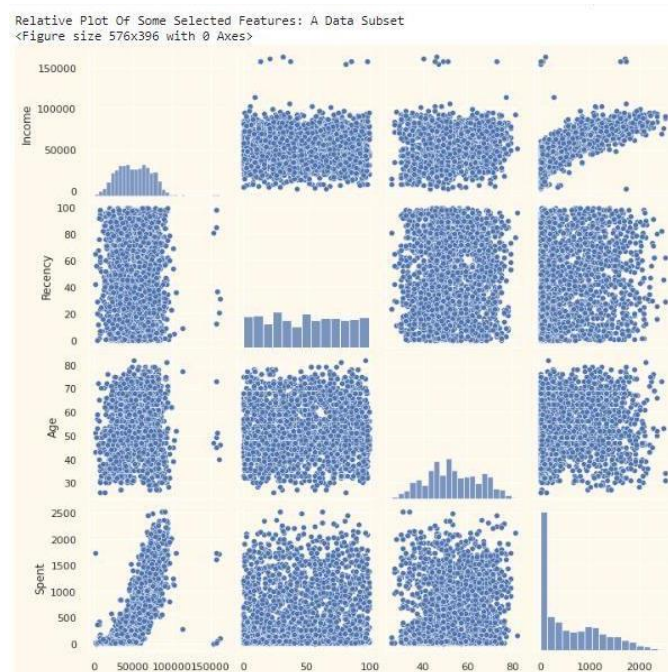 Relative Plot Of Some Selected Features: A Data Subset
<Figure size 576x396 with 0 Axes>
150000
100000
50000
0
Income
100
80
60
40
20
0
Recency
80
70
60
50
40
30
Age
2500
2000
1500
1000
500
0
Spent
0 50000 100000 150000
0 50 100
40 60 80
0 1000 2000